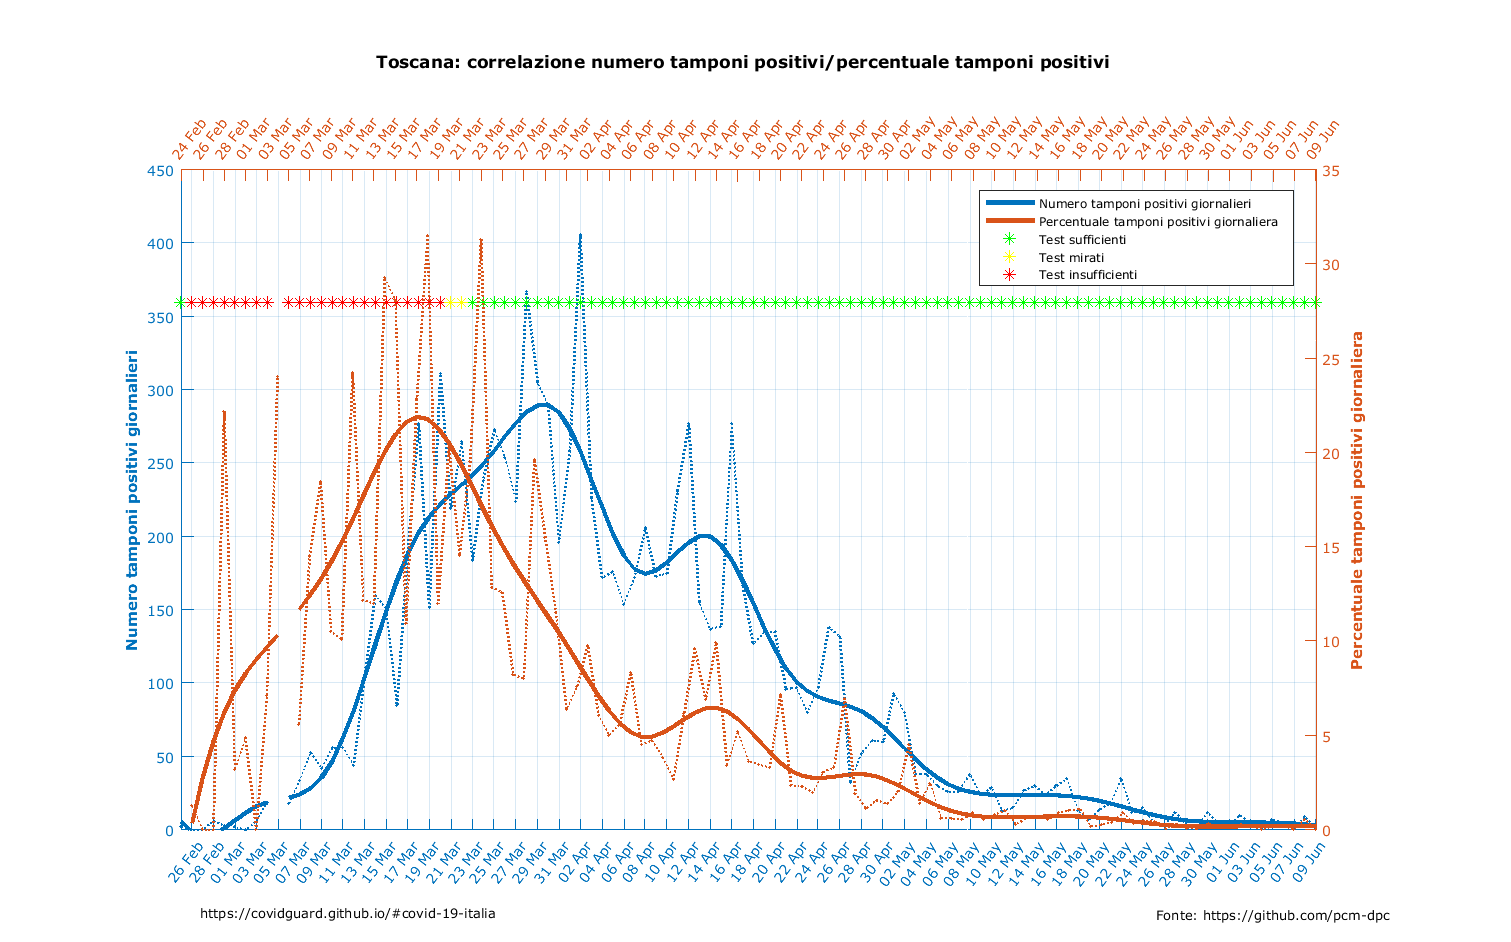 Toscana: correlazione numero tamponi positivi/percentuale tamponi positivi
24 Feb 26 Feb 28 Feb 01 Mar 03 Mar 05 Mar 07 Mar 09 Mar 11 Mar 13 Mar 15 Mar 17 Mar 19 Mar 21 Mar 23 Mar 25 Mar 27 Mar 29 Mar 31 Mar 02 Apr 04 Apr 06 Apr 08 Apr 10 Apr 12 Apr 14 Apr 16 Apr 18 Apr 20 Apr 22 Apr 24 Apr 26 Apr 28 Apr 30 Apr 02 May 04 May 06 May 08 May 10 May 12 May 14 May 16 May 18 May 20 May 22 May 24 May 26 May 28 May 30 May 01 Jun 03 Jun 05 Jun 07 Jun 09 Jun
450
400
350
300
250
200
150
100
50
0
Numero tamponi positivi giornalieri
Numero tamponi positivi giornalieri
Percentuale tamponi positivi giornaliera
Test sufficienti
Test mirati
Test insufficienti
35
30
25
20
15
10
5
0
Percentuale tamponi positivi giornaliera
26 Feb 28 Feb 01 Mar 03 Mar 05 Mar 07 Mar 09 Mar 11 Mar 13 Mar 15 Mar 17 Mar 19 Mar 21 Mar 23 Mar 25 Mar 27 Mar 29 Mar 31 Mar 02 Apr 04 Apr 06 Apr 08 Apr 10 Apr 12 Apr 14 Apr 16 Apr 18 Apr 20 Apr 22 Apr 24 Apr 26 Apr 28 Apr 30 Apr 02 May 04 May 06 May 08 May 10 May 12 May 14 May 16 May 18 May 20 May 22 May 24 May 26 May 28 May 30 May 01 Jun 03 Jun 05 Jun 07 Jun 09 Jun
https://covidguard.github.io/#covid-19-italia
Fonte: https://github.com/pcm-dpc